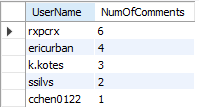 UserName NumOfComments
rxpcrx 6
ericurban 4
k.kotes 3
ssilvs 2
cchen0122 1